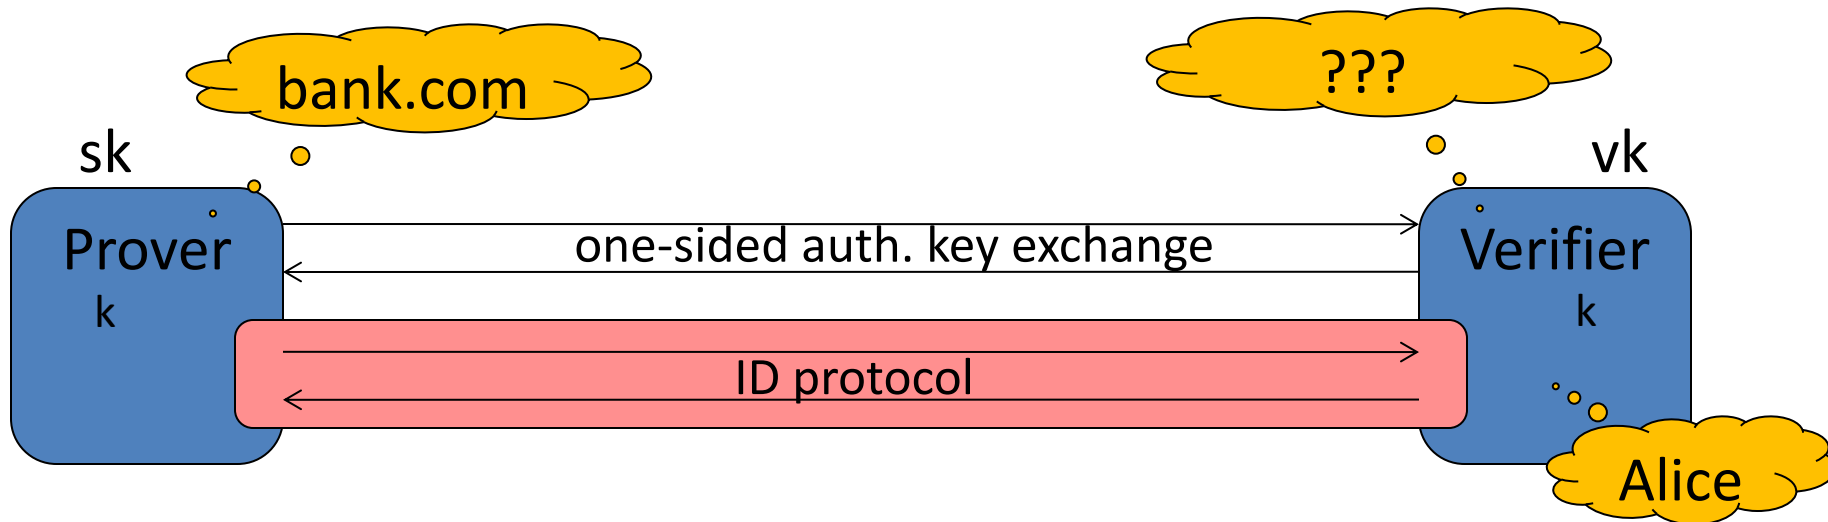 bank.com
???
sk
vk
Prover
one-sided auth. key exchange
Verifier
k
k
ID protocol
Alice